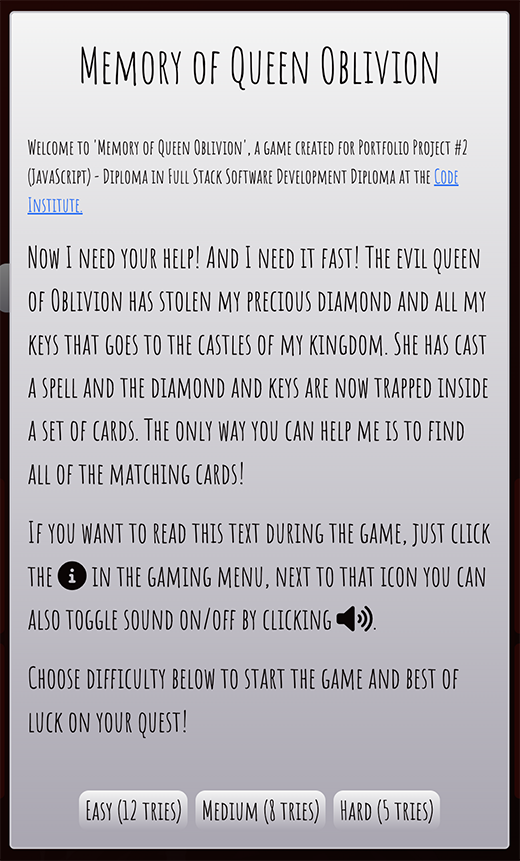 Memory of Queen Oblivion
Welcome to 'Memory of Queen Oblivion', a game created for Portfolio Project #2
(JavaScript) - Diploma in Full Stack Software Development Diploma at the Code
Institute.
Now I need your help! And I need it fast! The evil queen
of Oblivion has stolen my precious diamond and all my
keys that goes to the castles of my kingdom. She has cast
a spell and the diamond and keys are now trapped inside
a set of cards. The only way you can help me is to find
all of the matching cards!
If you want to read this text during the game, just click
the in the gaming menu, next to that icon you can
also toggle sound on/off by clicking .
Choose difficulty below to start the game and best of
luck on your quest!
Easy (12 tries) Medium (8 tries) Hard (5 tries)